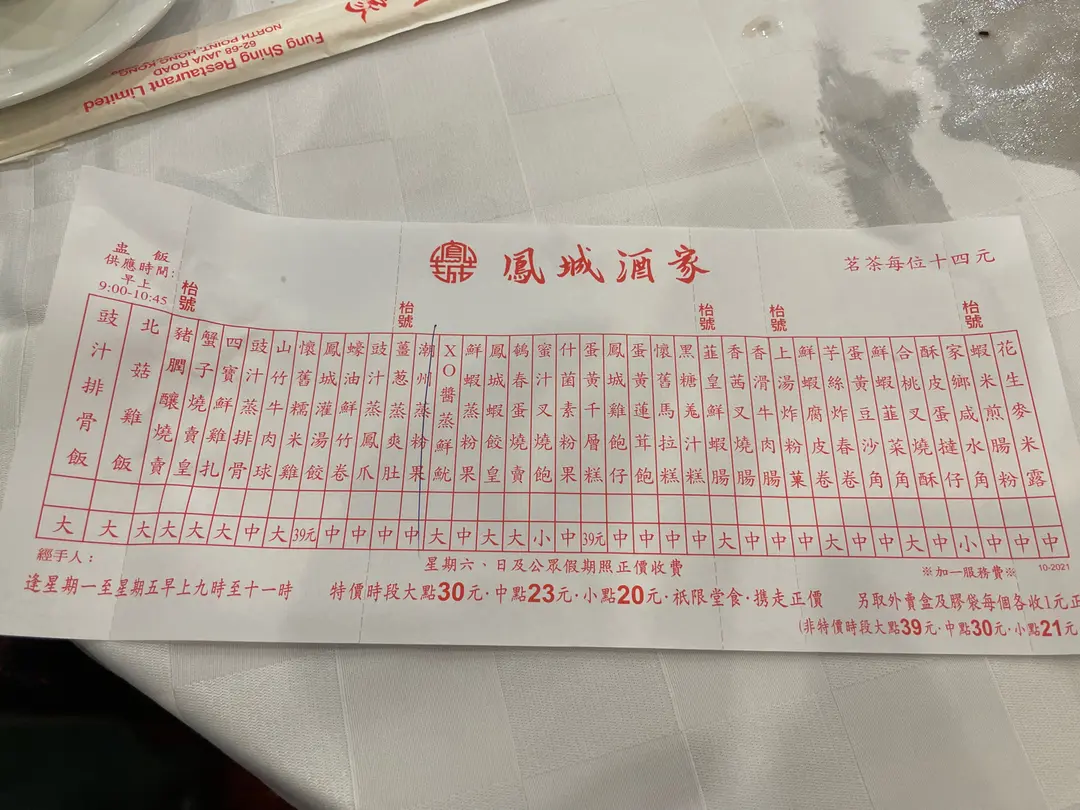 Fung Shing Restaurant Limited
62-68 JAVA ROAD
NORTH POINT, HONG KONG.
鳳城酒家
茗茶每位十四元
盅飯
供應時間:
早上
9:00-10:45
枱號
枱號
枱號
枱號
枱號
豉汁排骨飯 大
北菇雞飯 大
豬膶釀燒賣 大
蟹子燒賣皇 大
四寶鮮雞扎 大
豉汁蒸排骨 大
山竹牛肉球 中
懷舊糯米雞 大
鳳城灌湯餃 39元
蠔油鮮竹卷 中
豉汁蒸鳳爪 中
薑蔥蒸爽肚 中
潮州蒸粉果 中
XO醬蒸鮮魷 大
鮮蝦蒸粉果 中
鳳城蝦餃皇 大
鵪春蛋燒賣 大
蜜汁叉燒飽 小
什菌素粉果 中
蛋黃千層糕 39元
鳳城雞飽仔 中
蛋黃蓮茸飽 中
懷舊馬拉糕 中
黑糖羌汁糕 中
韮皇鮮蝦腸 大
香茜叉燒腸 中
香滑牛肉腸 中
上湯炸粉菓 中
鮮蝦腐皮卷 大
芋絲炸春卷 中
蛋黃豆沙角 中
鮮蝦韮菜角 大
合桃叉燒酥 中
酥皮蛋撻仔 小
家鄉咸水角 中
蝦米煎腸粉 中
花生麥米露 中
經手人:
星期六、日及公眾假期照正價收費
※加一服務費※
10-2021
逢星期一至星期五早上九時至十一時 特價時段大點30元·中點23元·小點20元·祇限堂食·携走正價 另取外賣盒及膠袋每個各收1元正
(非特價時段大點39元·中點30元·小點21元